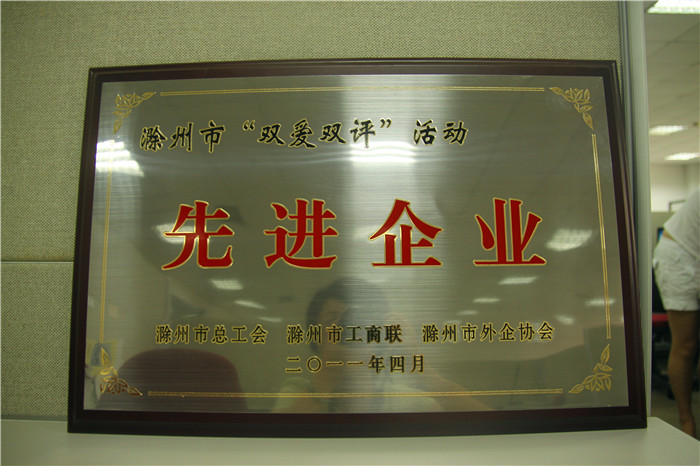 滁州市“双爱双评”活动
先进企业
滁州市总工会 滁州市工商联 滁州市外企协会
二〇一一年四月